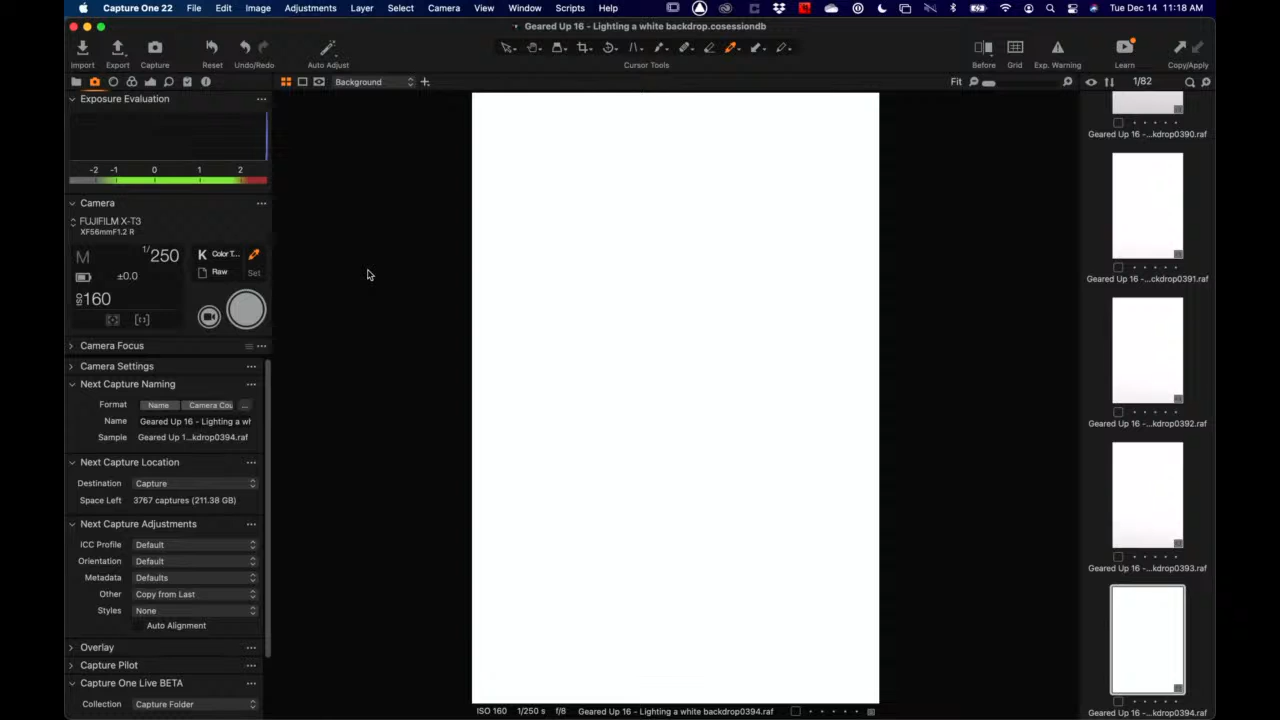 Capture One 22 File Edit Image Adjustments Layer Select Camera View Window Scripts Help Tue Dec 14 11:18 AM
Geared Up 16 - Lighting a white backdrop.cosessiondb
Import Export Capture Reset Undo/Redo Auto Adjust Cursor Tools Before Grid Exp. Warning Learn Copy/Apply
Background Fit 1/82
Exposure Evaluation
-2 -1 0 1 2
Camera
FUJIFILM X-T3
XF56mmF1.2 R
M 1/250 K Color T...
±0.0 Raw Set
ISO 160
Camera Focus
Camera Settings
Next Capture Naming
Format Name Camera Cou ...
Name Geared Up 16 - Lighting a wh
Sample Geared Up 1...kdrop0394.raf
Next Capture Location
Destination Capture
Space Left 3767 captures (211.38 GB)
Next Capture Adjustments
ICC Profile Default
Orientation Default
Metadata Defaults
Other Copy from Last
Styles None
Auto Alignment
Overlay
Capture Pilot
Capture One Live BETA
Collection Capture Folder
ISO 160 1/250 s f/8 Geared Up 16 - Lighting a white backdrop0394.raf
Geared Up 16 -...kdrop0390.raf
Geared Up 16 -...ckdrop0391.raf
Geared Up 16 -...kdrop0392.raf
Geared Up 16 -...kdrop0393.raf
Geared Up 16 -...kdrop0394.raf